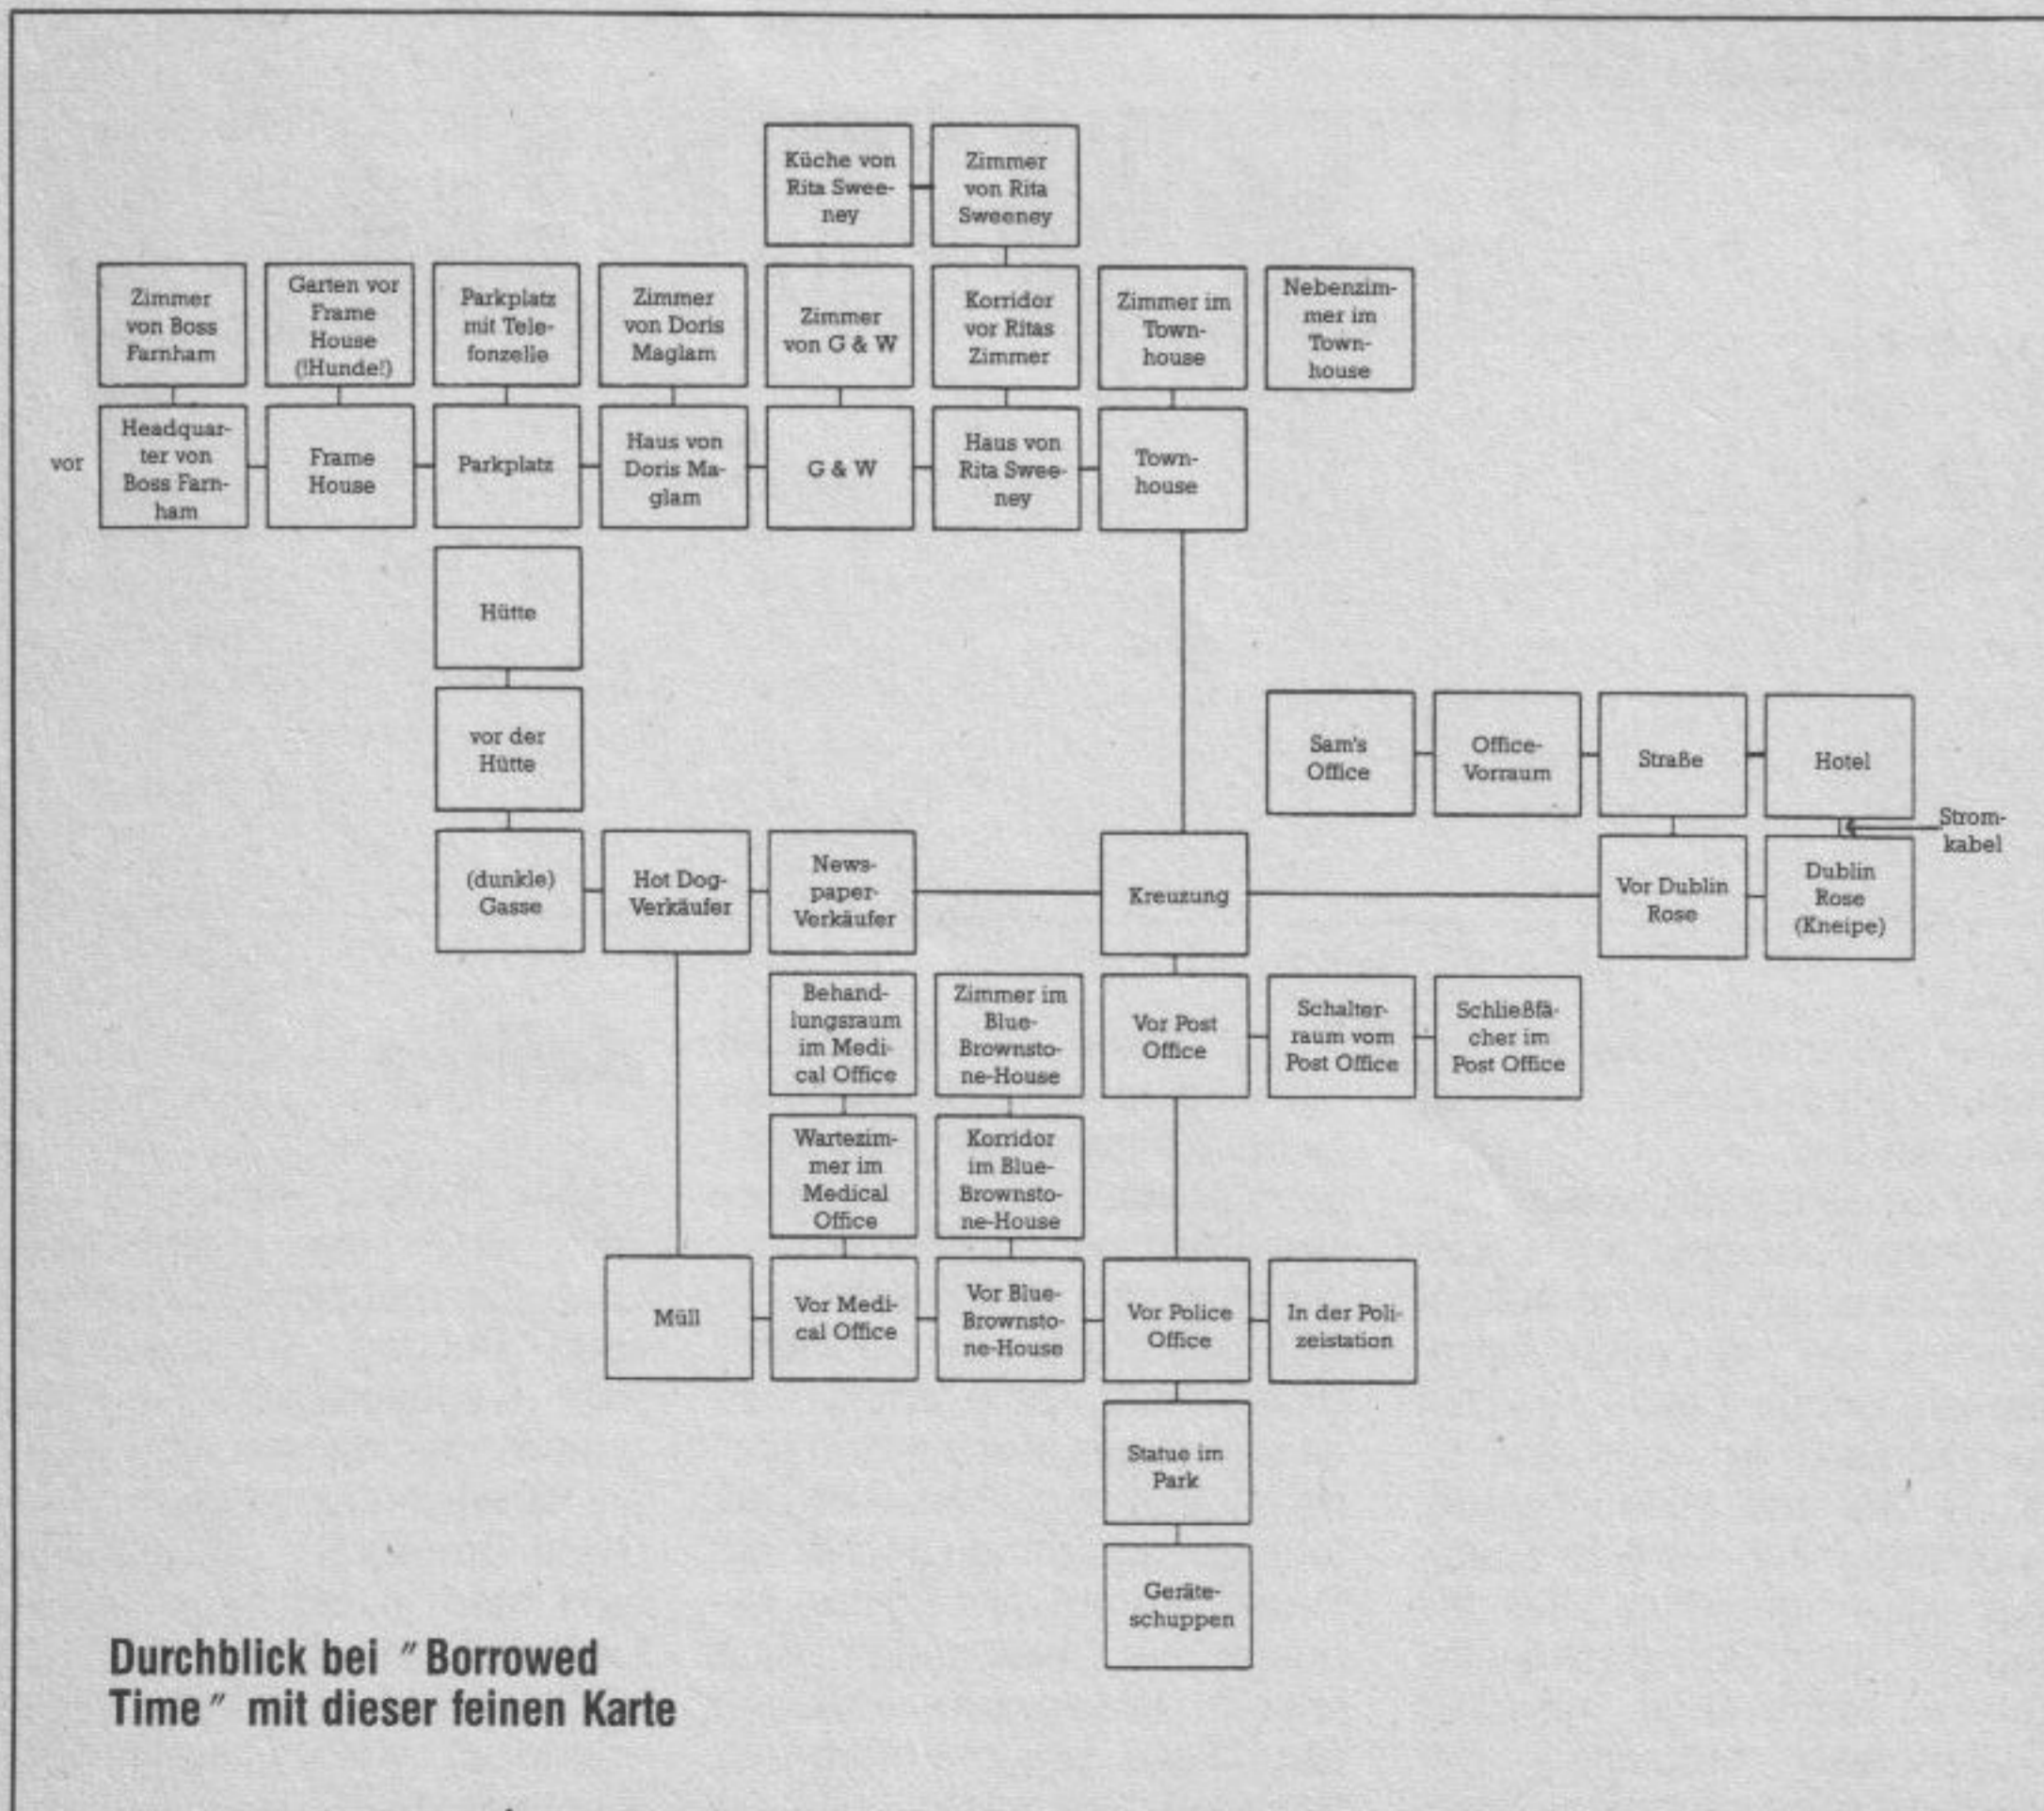 Küche von
Rita Swee-
ney
Zimmer
von Rita
Sweeney
Zimmer
von Boss
Farnham
Garten vor
Frame
House
(!Hunde!)
Parkplatz
mit Tele-
fonzelle
Zimmer
von Doris
Maglam
Zimmer
von G & W
Korridor
vor Ritas
Zimmer
Zimmer im
Town-
house
Nebenzim-
mer im
Town-
house
vor
Headquar-
ter von
Boss Farn-
ham
Frame
House
Parkplatz
Haus von
Doris Ma-
glam
G & W
Haus von
Rita Swee-
ney
Town-
house
Hütte
vor der
Hütte
Sam's
Office
Office-
Vorraum
Straße
Hotel
Strom-
kabel
(dunkle)
Gasse
Hot Dog-
Verkäufer
News-
paper-
Verkäufer
Kreuzung
Vor Dublin
Rose
Dublin
Rose
(Kneipe)
Behand-
lungsraum
im Medi-
cal Office
Zimmer im
Blue-
Brownsto-
ne-House
Vor Post
Office
Schalter-
raum vom
Post Office
Schließfä-
cher im
Post Office
Wartezim-
mer im
Medical
Office
Korridor
im Blue-
Brownsto-
ne-House
Müll
Vor Medi-
cal Office
Vor Blue-
Brownsto-
ne-House
Vor Police
Office
In der Poli-
zeistation
Statue im
Park
Geräte-
schuppen
Durchblick bei "Borrowed
Time" mit dieser feinen Karte